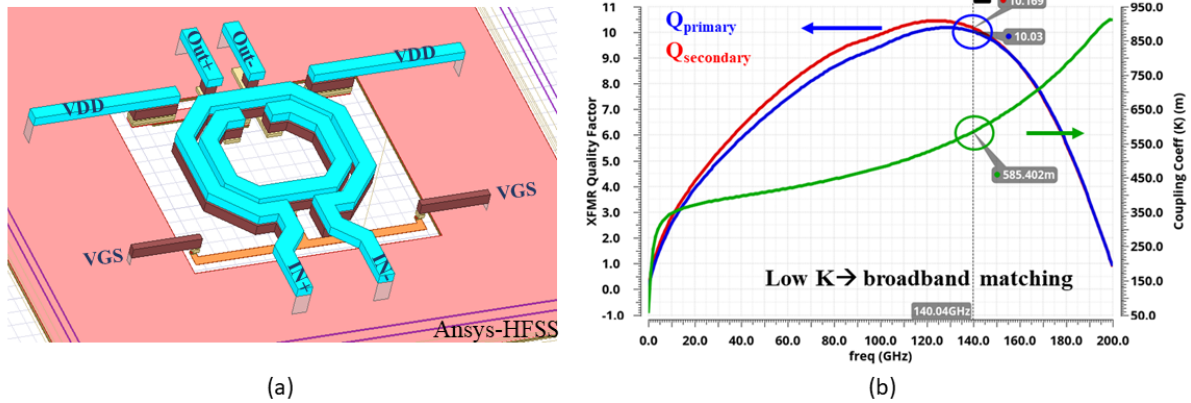 Out+
Out-
VDD
VDD
VGS
VGS
IN+
IN-
Ansys-HFSS
(a)
Q primary
Q secondary
10.169
10.03
585.402m
Low K→ broadband matching
140.04GHz
XFMR Quality Factor
11
10
9.0
8.0
7.0
6.0
5.0
4.0
3.0
2.0
1.0
0.0
-1.0
950.0
850.0
750.0
650.0
550.0
450.0
350.0
250.0
150.0
50.0
Coupling Coeff (K) (m)
0.0 20.0 40.0 60.0 80.0 100.0 120.0 140.0 160.0 180.0 200.0
freq (GHz)
(b)